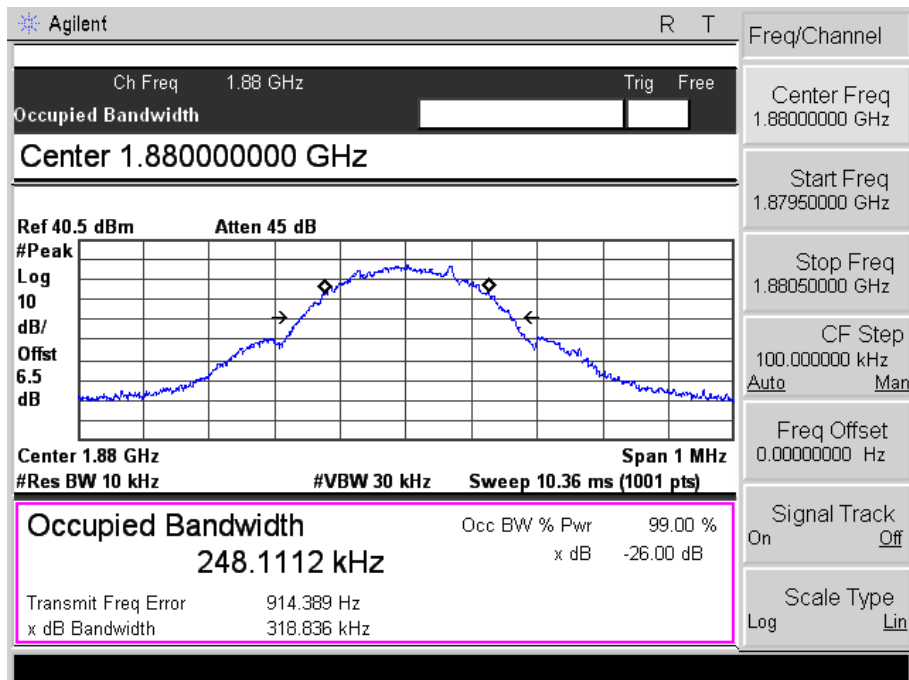 Agilent
R T
Ch Freq 1.88 GHz Trig Free
Occupied Bandwidth
Center 1.880000000 GHz
Ref 40.5 dBm Atten 45 dB
#Peak
Log
10
dB/
Offst
6.5
dB
Center 1.88 GHz Span 1 MHz
#Res BW 10 kHz #VBW 30 kHz Sweep 10.36 ms (1001 pts)
Occupied Bandwidth
248.1112 kHz
Occ BW % Pwr 99.00 %
x dB -26.00 dB
Transmit Freq Error 914.389 Hz
x dB Bandwidth 318.836 kHz
Freq/Channel
Center Freq
1.88000000 GHz
Start Freq
1.87950000 GHz
Stop Freq
1.88050000 GHz
CF Step
100.000000 kHz
Auto Man
Freq Offset
0.00000000 Hz
Signal Track
On Off
Scale Type
Log Lin